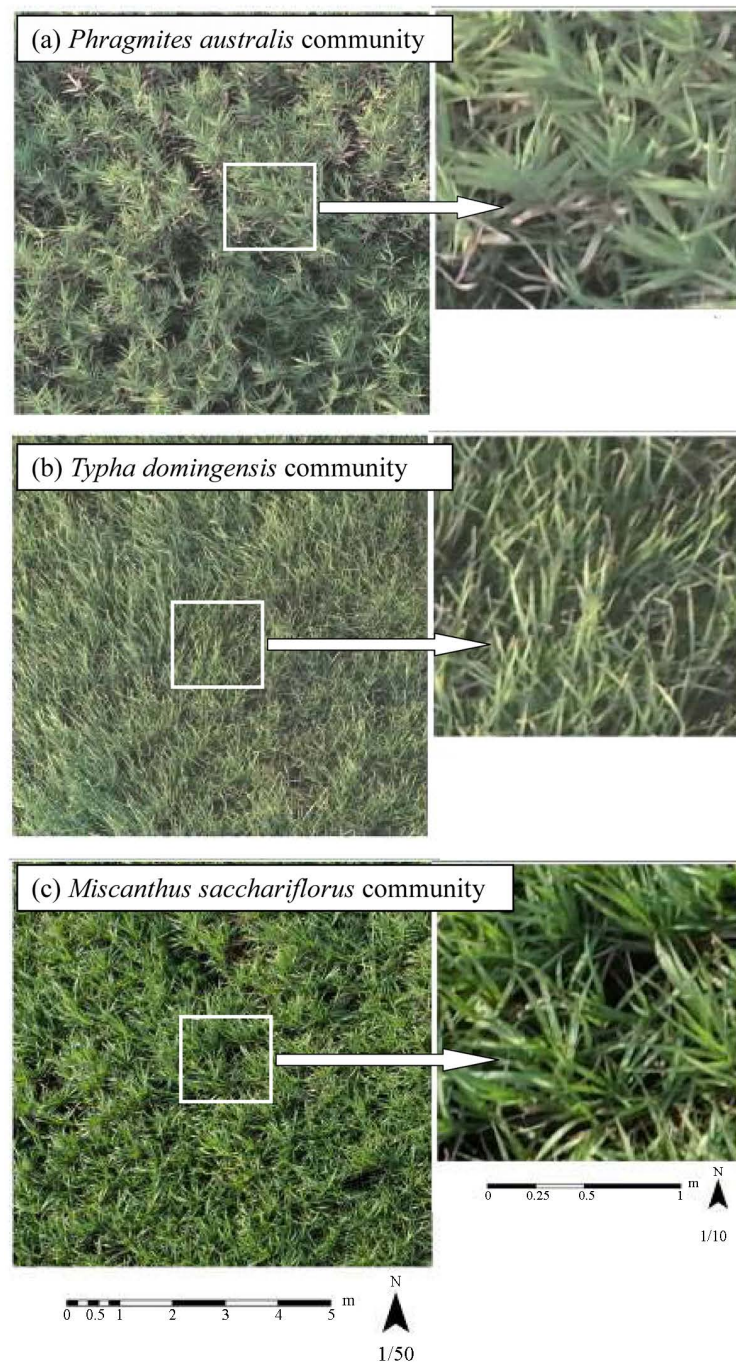 (a) Phragmites australis community
(b) Typha domingensis community
(c) Miscanthus sacchariflorus community
0 0.25 0.5 1 m
N
1/10
0 0.5 1 2 3 4 5 m
N
1/50